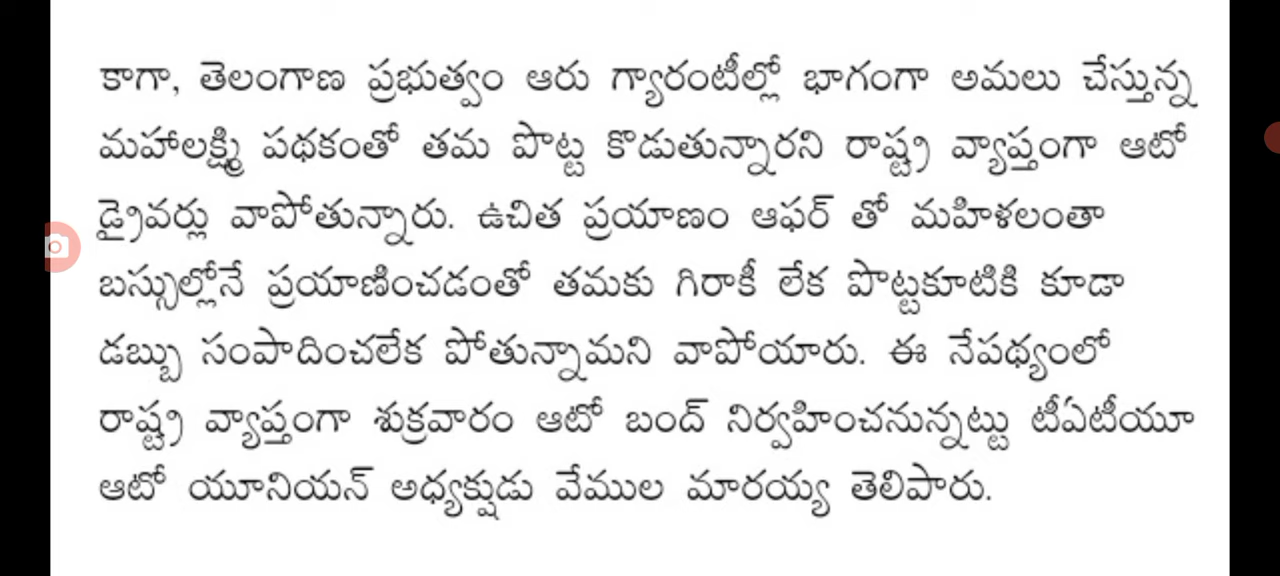 కాగా, తెలంగాణ ప్రభుత్వం ఆరు గ్యారంటీల్లో భాగంగా అమలు చేస్తున్న
మహాలక్ష్మి పథకంతో తమ పొట్ట కొడుతున్నారని రాష్ట్ర వ్యాప్తంగా ఆటో
డ్రైవర్లు వాపోతున్నారు. ఉచిత ప్రయాణం ఆఫర్ తో మహిళలంతా
బస్సుల్లోనే ప్రయాణించడంతో తమకు గిరాకీ లేక పొట్టకూటికి కూడా
డబ్బు సంపాదించలేక పోతున్నామని వాపోయారు. ఈ నేపథ్యంలో
రాష్ట్ర వ్యాప్తంగా శుక్రవారం ఆటో బంద్ నిర్వహించనున్నట్టు టీఏటీయూ
ఆటో యూనియన్ అధ్యక్షుడు వేముల మారయ్య తెలిపారు.